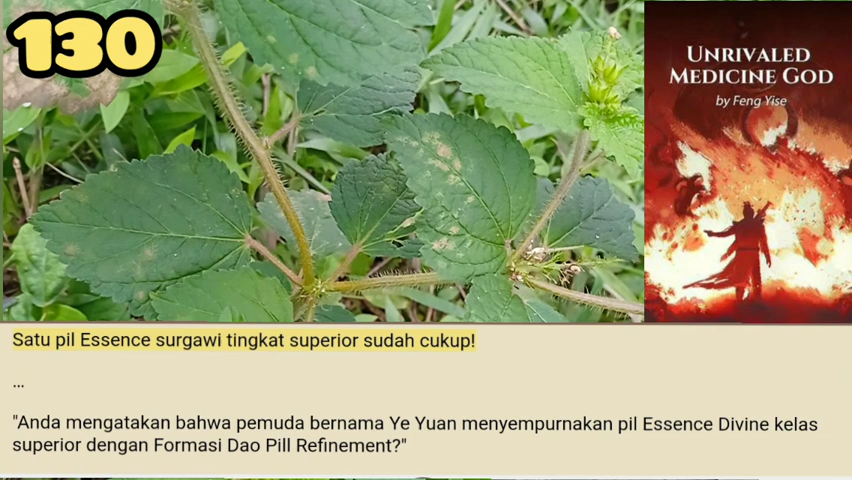 130
UNRIVALED
MEDICINE GOD
by Feng Yise
Satu pil Essence surgawi tingkat superior sudah cukup!
...
"Anda mengatakan bahwa pemuda bernama Ye Yuan menyempurnakan pil Essence Divine kelas
superior dengan Formasi Dao Pill Refinement?"